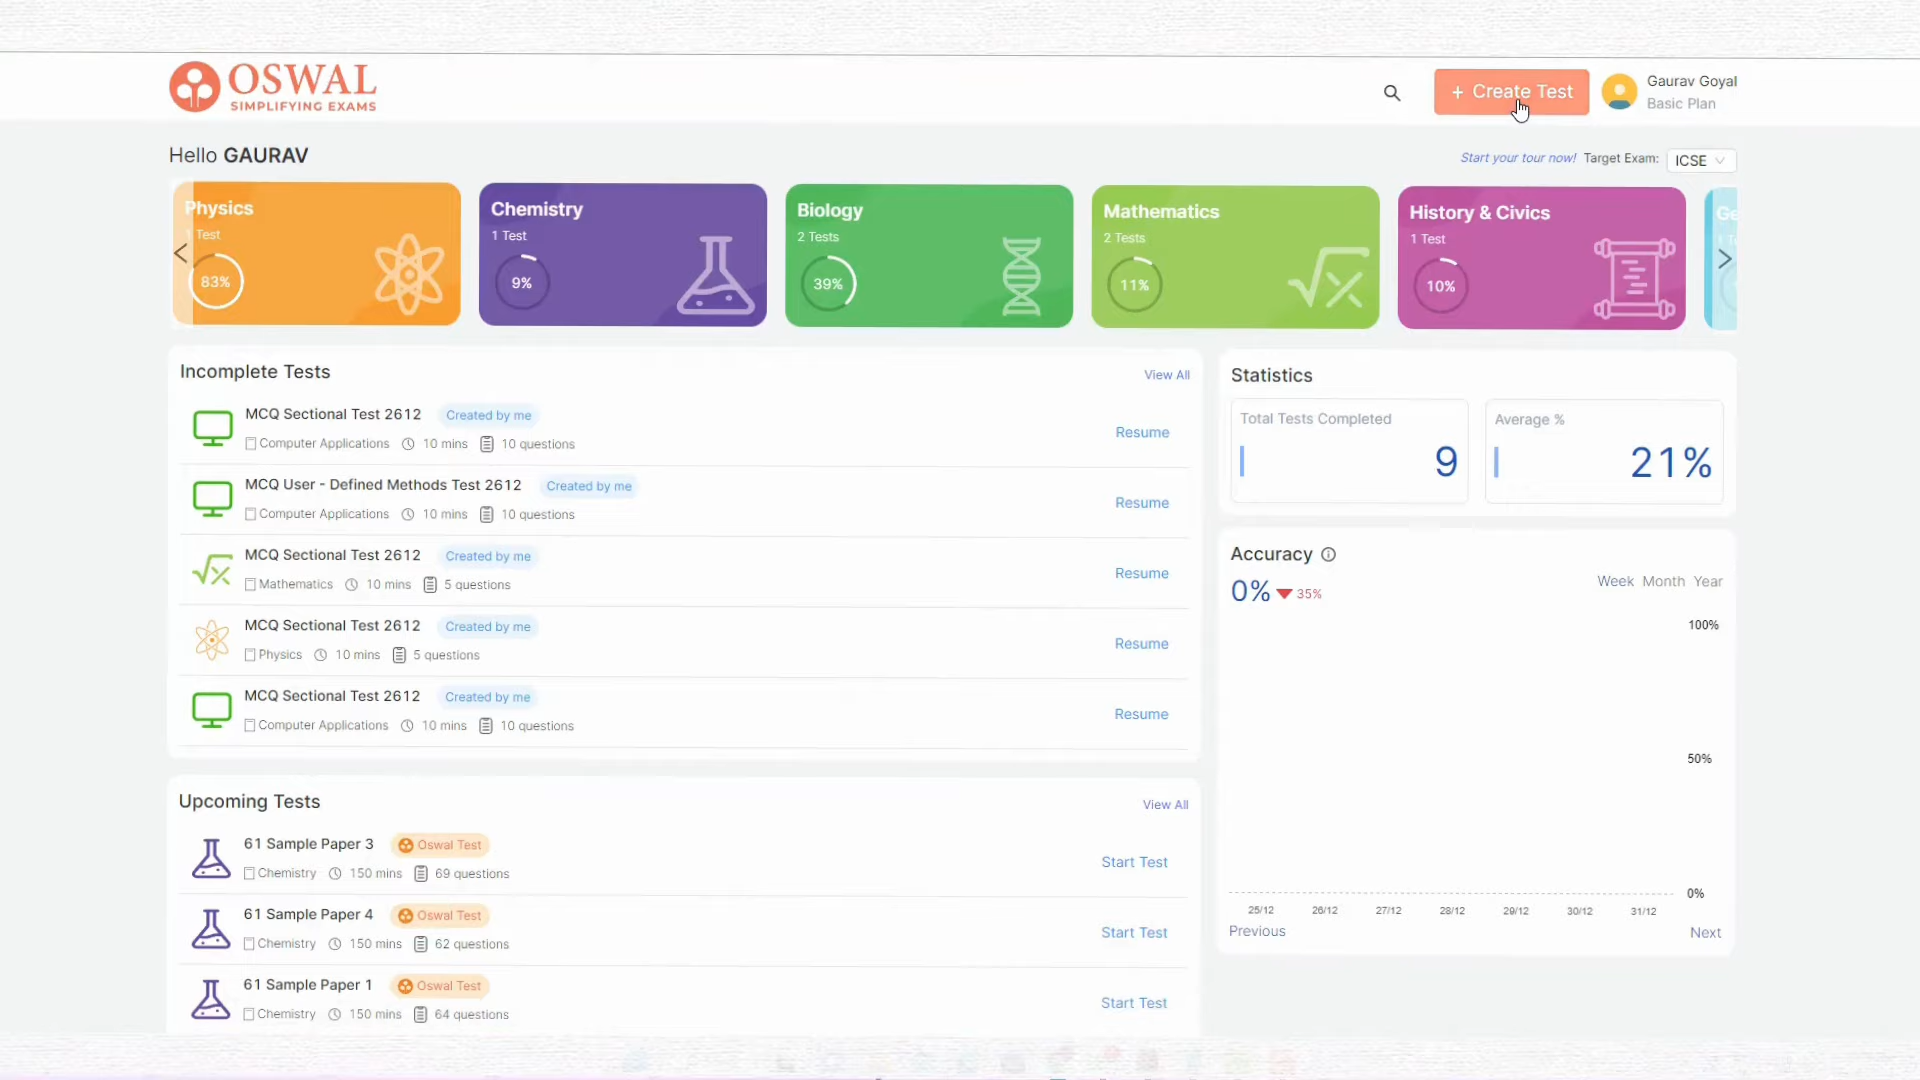 OSWAL
SIMPLIFYING EXAMS
+ Create Test
Gaurav Goyal
Basic Plan
Hello GAURAV
Start your tour now! Target Exam: ICSE
Physics
1 Test
83%
Chemistry
1 Test
9%
Biology
2 Tests
39%
Mathematics
2 Tests
11%
History & Civics
1 Test
10%
Incomplete Tests
View All
MCQ Sectional Test 2612 Created by me
Computer Applications 10 mins 10 questions
Resume
MCQ User - Defined Methods Test 2612 Created by me
Computer Applications 10 mins 10 questions
Resume
MCQ Sectional Test 2612 Created by me
Mathematics 10 mins 5 questions
Resume
MCQ Sectional Test 2612 Created by me
Physics 10 mins 5 questions
Resume
MCQ Sectional Test 2612 Created by me
Computer Applications 10 mins 10 questions
Resume
Upcoming Tests
View All
61 Sample Paper 3 Oswal Test
Chemistry 150 mins 69 questions
Start Test
61 Sample Paper 4 Oswal Test
Chemistry 150 mins 62 questions
Start Test
61 Sample Paper 1 Oswal Test
Chemistry 150 mins 64 questions
Start Test
Statistics
Total Tests Completed
9
Average %
21%
Accuracy
0% 35%
Week Month Year
100%
50%
0%
25/12 26/12 27/12 28/12 29/12 30/12 31/12
Previous
Next